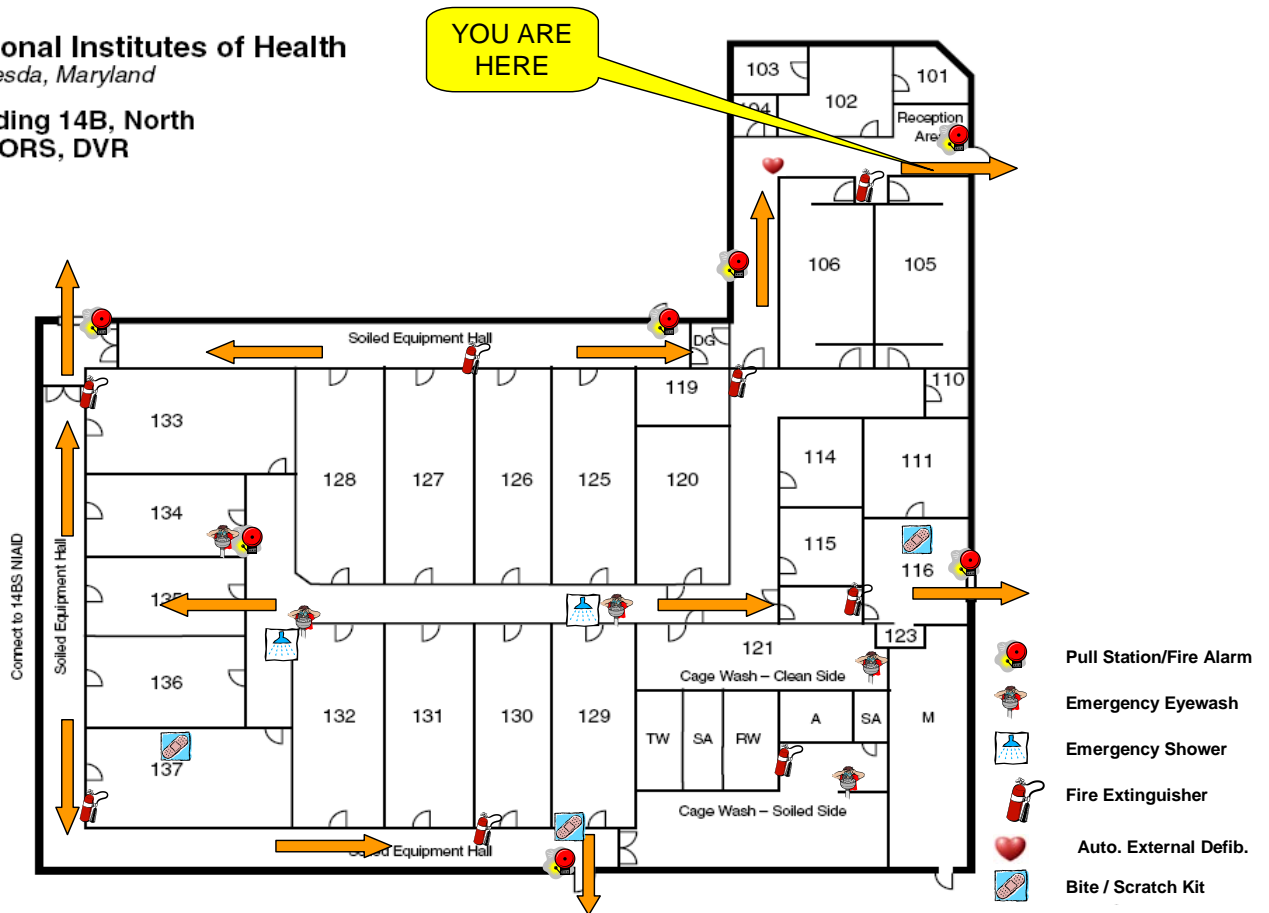 onal Institutes of Health
esda, Maryland
ding 14B, North
ORS, DVR
YOU ARE
HERE
103
101
104
102
Reception
Area
106
105
Soiled Equipment Hall
DG
110
119
133
114
111
128
127
126
125
120
134
115
116
135
Connect to 14BS NIAID
Soiled Equipment Hall
123
121
Cage Wash – Clean Side
136
132
131
130
129
TW
SA
RW
A
SA
M
137
Cage Wash – Soiled Side
Soiled Equipment Hall
Pull Station/Fire Alarm
Emergency Eyewash
Emergency Shower
Fire Extinguisher
Auto. External Defib.
Bite / Scratch Kit